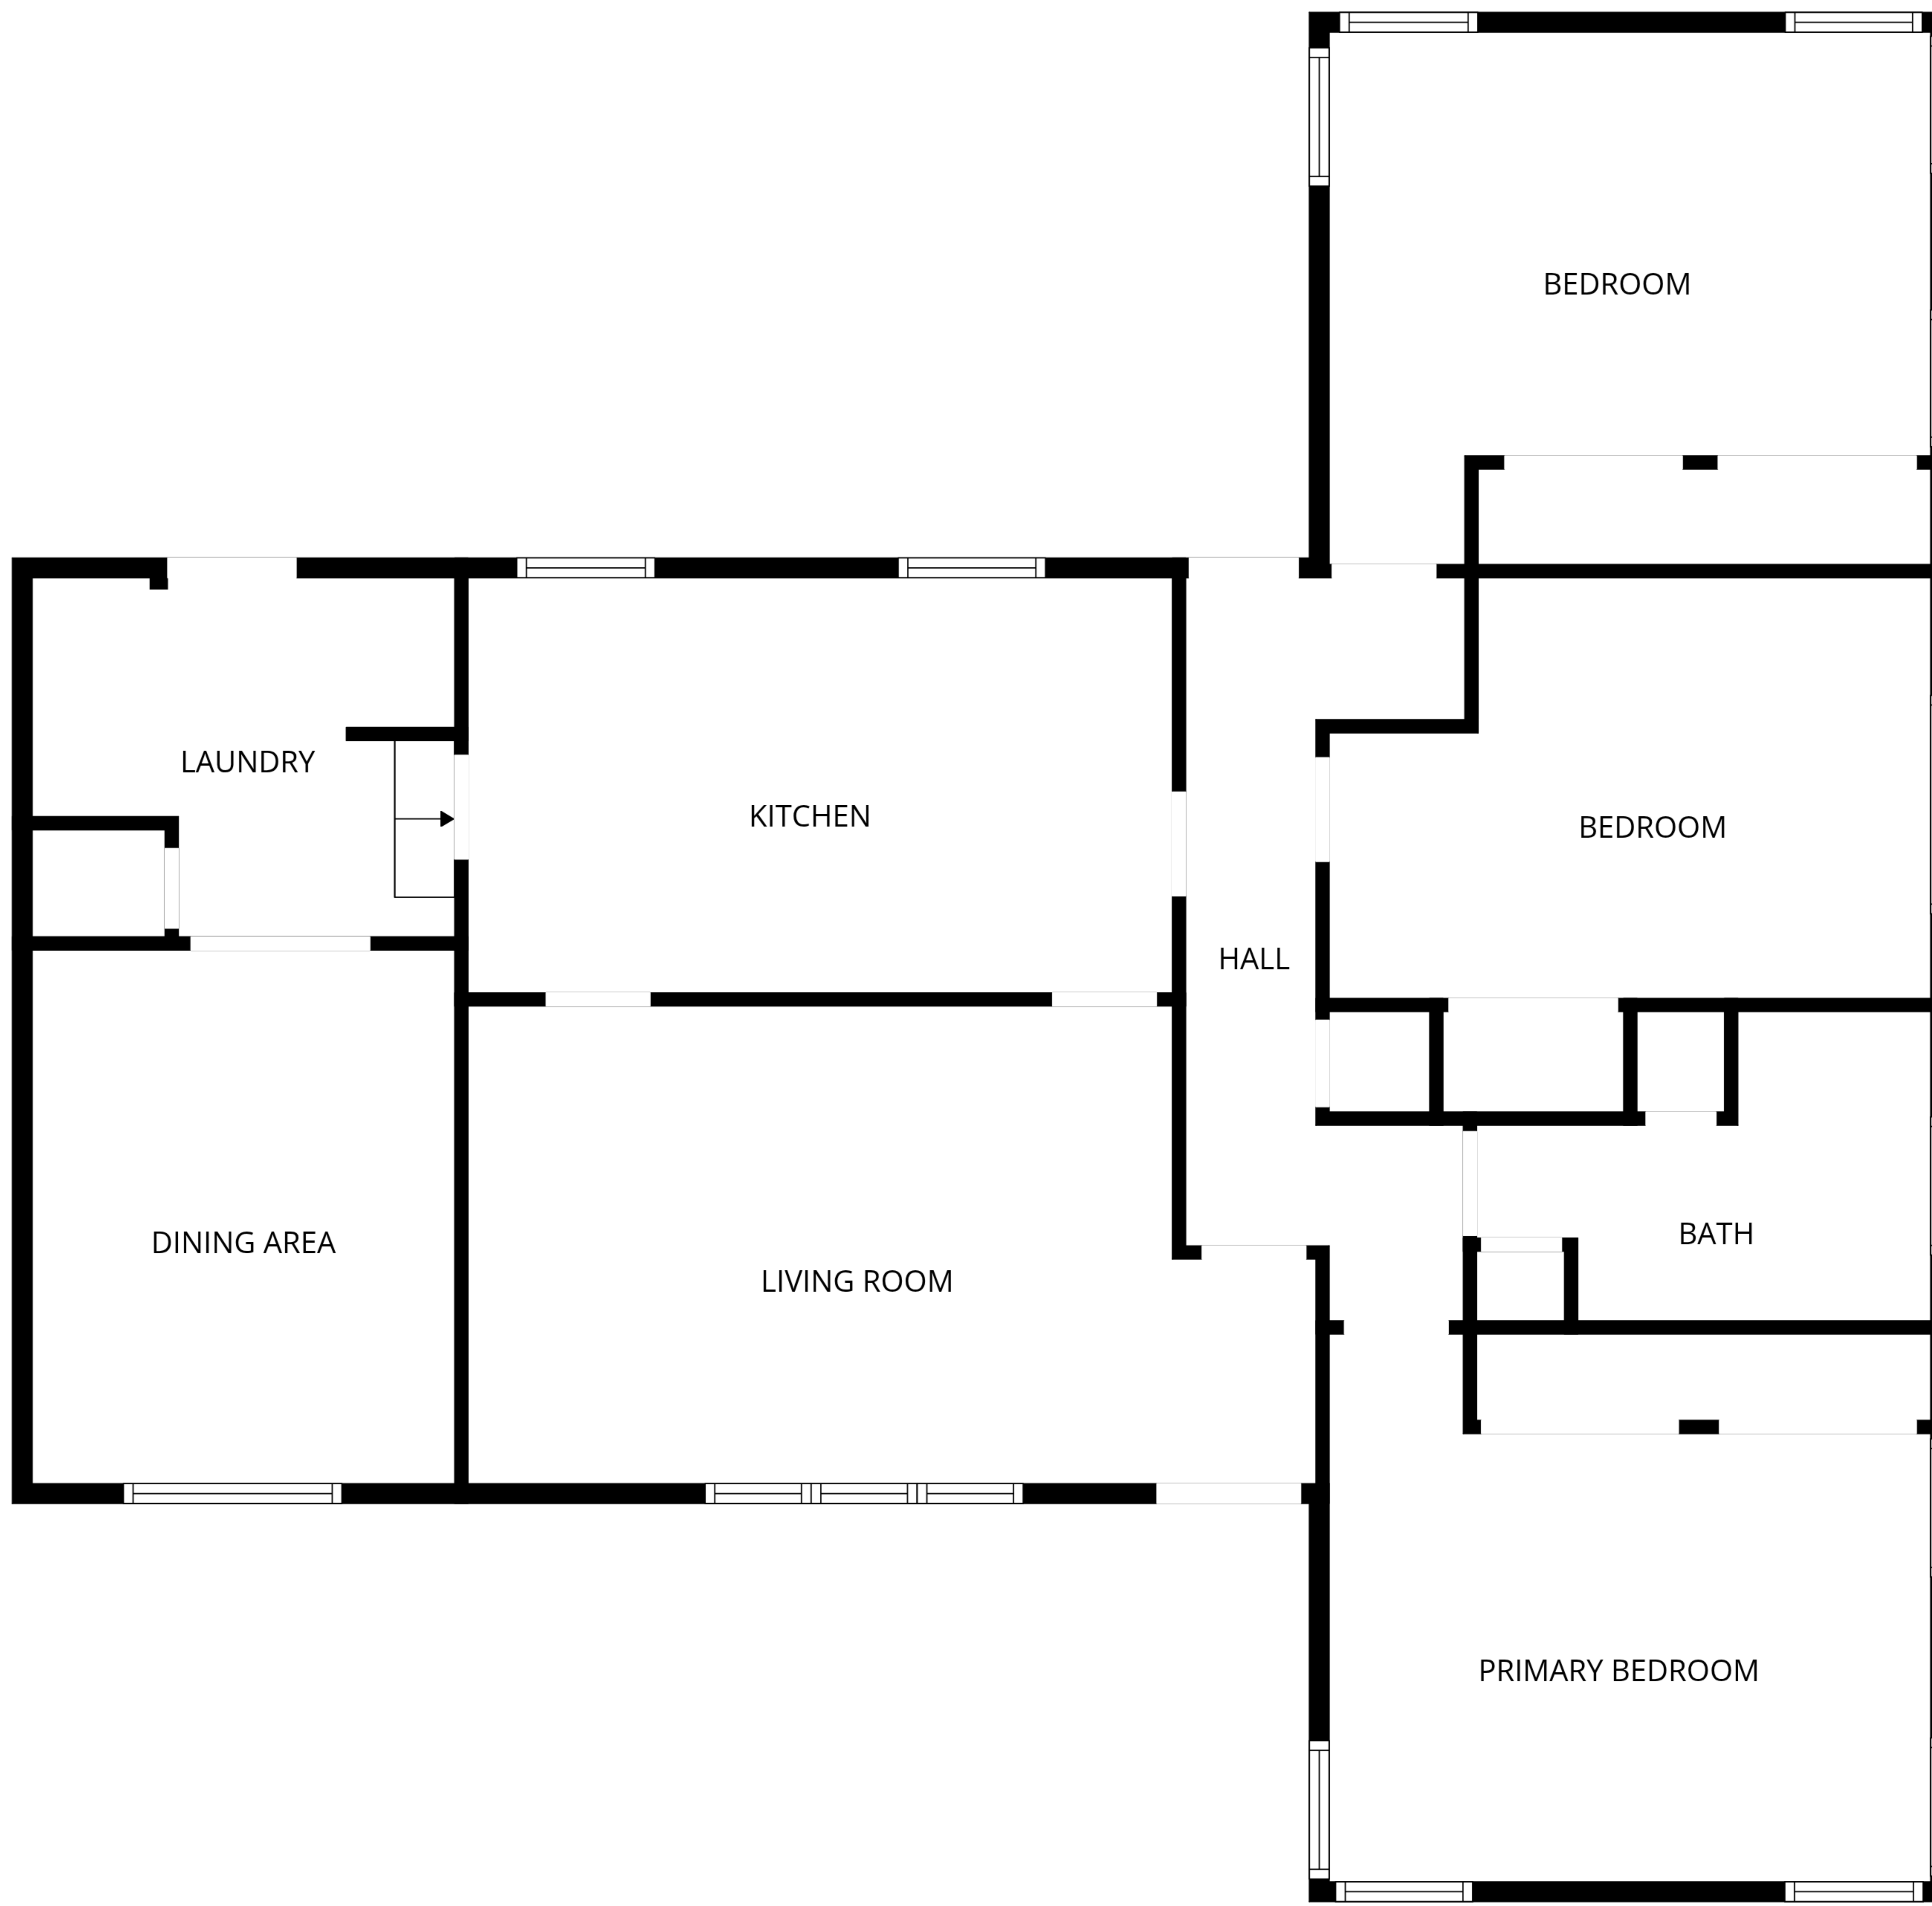 BEDROOM
LAUNDRY
KITCHEN
BEDROOM
HALL
DINING AREA
LIVING ROOM
BATH
PRIMARY BEDROOM